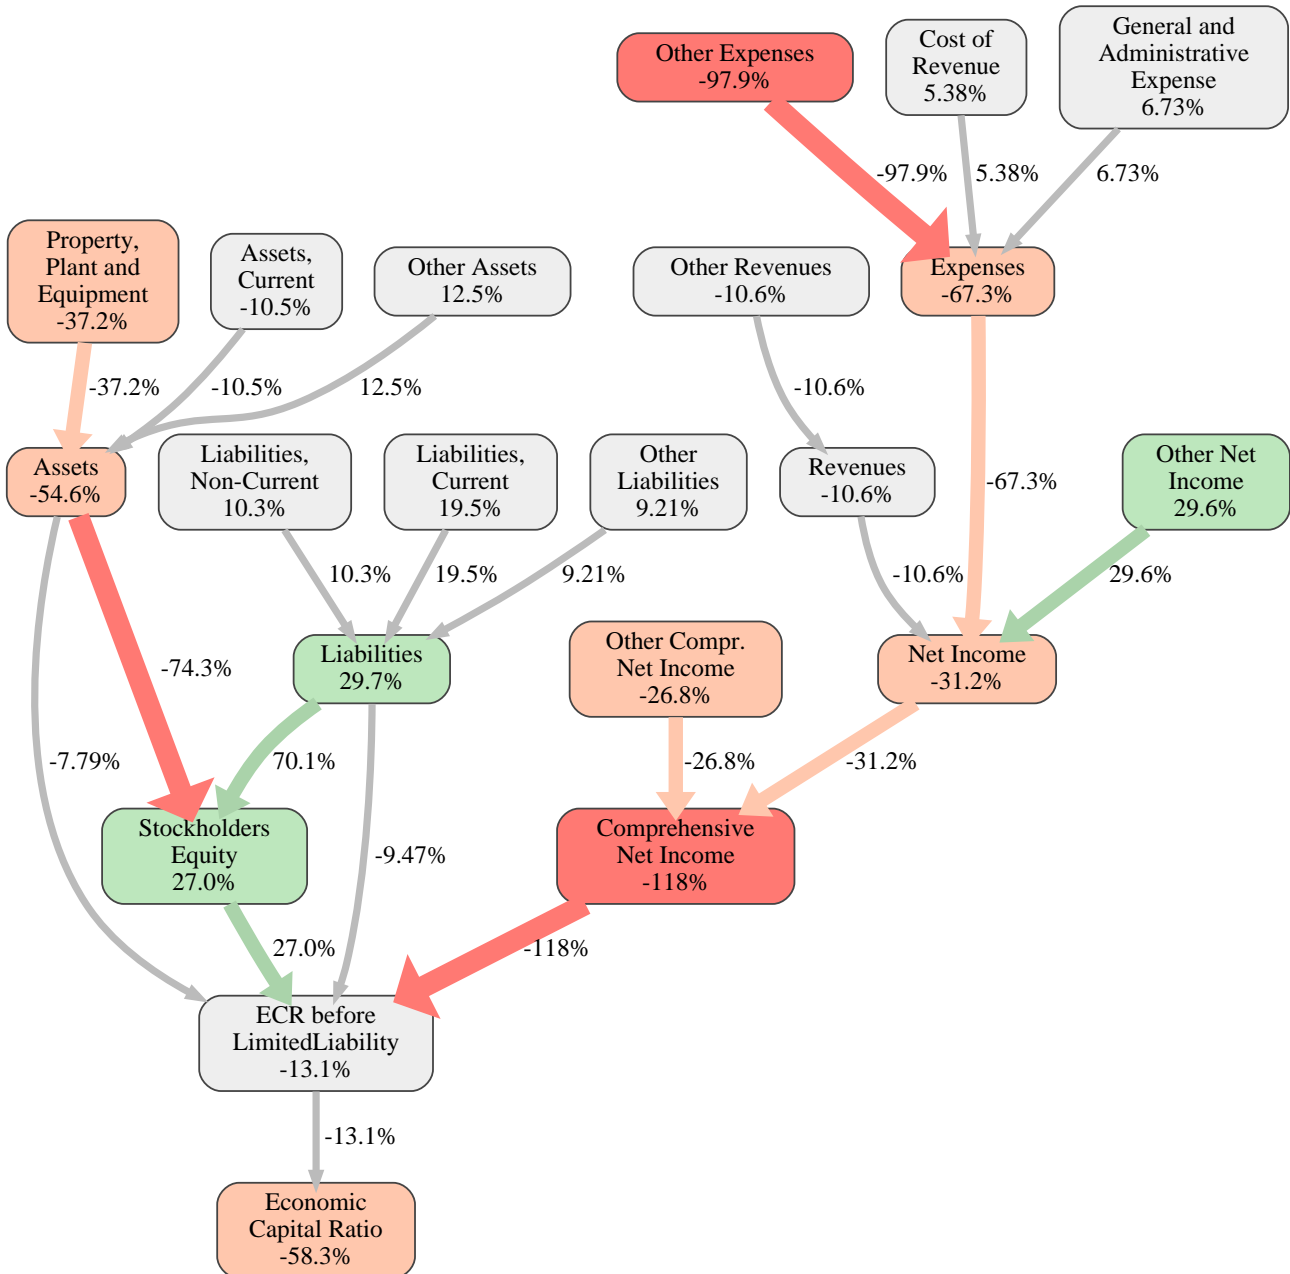 Other Expenses
-97.9%
Cost of
Revenue
5.38%
General and
Administrative
Expense
6.73%
-97.9%
5.38%
6.73%
Property,
Plant and
Equipment
-37.2%
Assets,
Current
-10.5%
Other Assets
12.5%
Other Revenues
-10.6%
Expenses
-67.3%
-37.2%
-10.5%
12.5%
-10.6%
Assets
-54.6%
Liabilities,
Non-Current
10.3%
Liabilities,
Current
19.5%
Other
Liabilities
9.21%
Revenues
-10.6%
-67.3%
Other Net
Income
29.6%
10.3%
19.5%
9.21%
-10.6%
29.6%
-74.3%
Liabilities
29.7%
Other Compr.
Net Income
-26.8%
Net Income
-31.2%
-7.79%
70.1%
-26.8%
-31.2%
Stockholders
Equity
27.0%
-9.47%
Comprehensive
Net Income
-118%
27.0%
-118%
ECR before
LimitedLiability
-13.1%
-13.1%
Economic
Capital Ratio
-58.3%